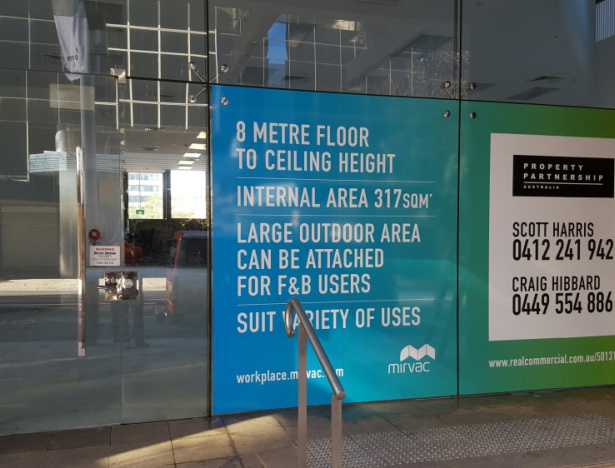 8 METRE FLOOR
TO CEILING HEIGHT
INTERNAL AREA 317SQM*
LARGE OUTDOOR AREA
CAN BE ATTACHED
FOR F&B USERS
SUIT VARIETY OF USES
workplace.mirvac.com
mirvac
PROPERTY
PARTNERSHIP
AUSTRALIA
SCOTT HARRIS
0412 241 942
CRAIG HIBBARD
0449 554 886
www.realcommercial.com.au/50131
WARNING